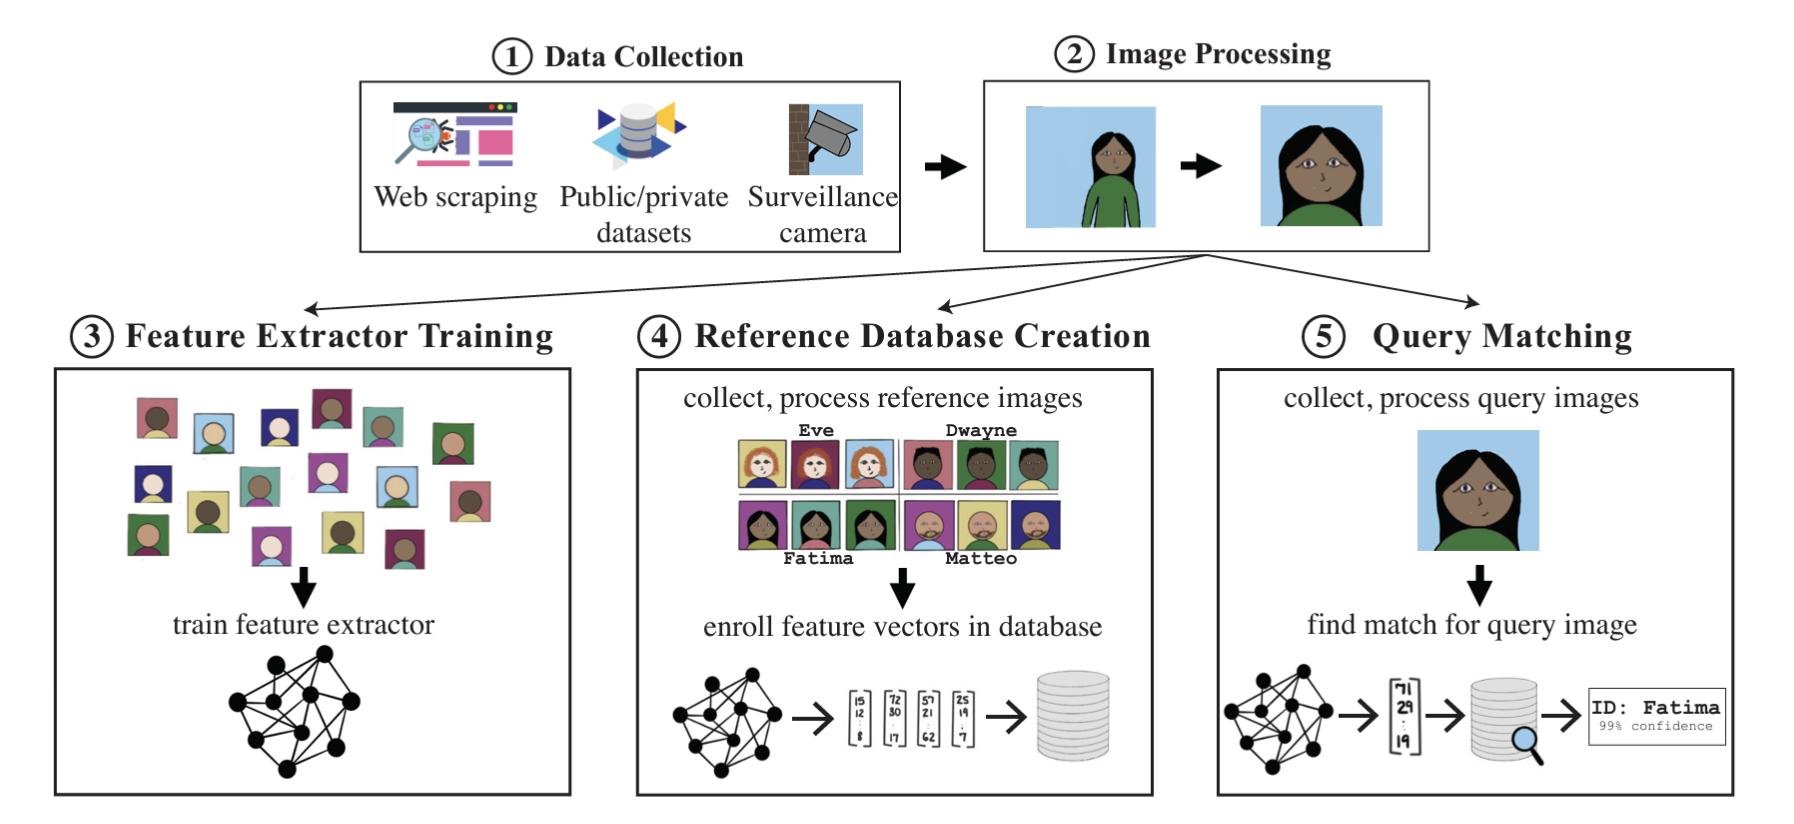 ① Data Collection
② Image Processing
Web scraping
Public/private
datasets
Surveillance
camera
③ Feature Extractor Training
④ Reference Database Creation
⑤ Query Matching
train feature extractor
collect, process reference images
Eve
Dwayne
Fatima
Matteo
enroll feature vectors in database
15 72 57 25
12 30 21 19
: : : :
8 17 62 7
collect, process query images
find match for query image
71
29
:
19
ID: Fatima
99% confidence